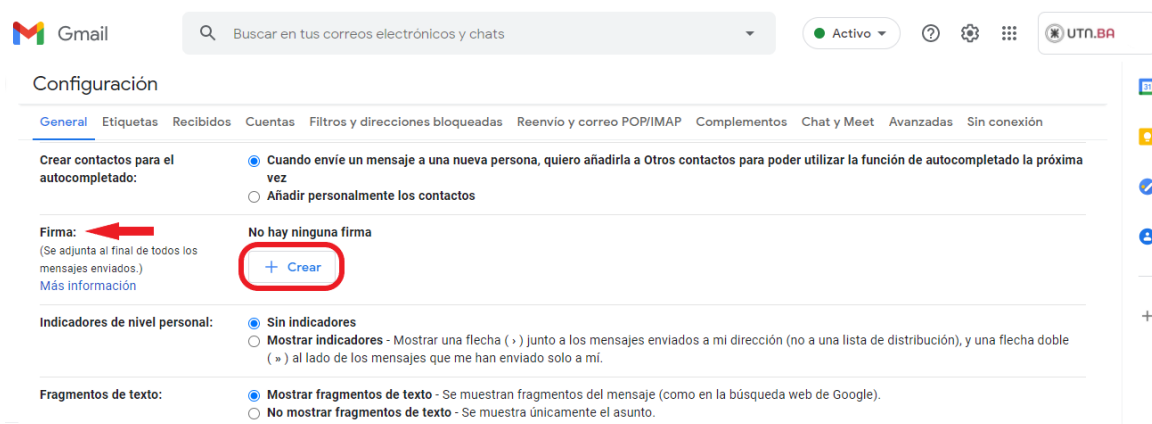 Gmail
Buscar en tus correos electrónicos y chats
Activo
UTN.BA
Configuración
General Etiquetas Recibidos Cuentas Filtros y direcciones bloqueadas Reenvío y correo POP/IMAP Complementos Chat y Meet Avanzadas Sin conexión
Crear contactos para el
autocompletado:
Cuando envíe un mensaje a una nueva persona, quiero añadirla a Otros contactos para poder utilizar la función de autocompletado la próxima
vez
Añadir personalmente los contactos
Firma:
(Se adjunta al final de todos los
mensajes enviados.)
Más información
No hay ninguna firma
+ Crear
Indicadores de nivel personal:
Sin indicadores
Mostrar indicadores - Mostrar una flecha ( › ) junto a los mensajes enviados a mi dirección (no a una lista de distribución), y una flecha doble
( » ) al lado de los mensajes que me han enviado solo a mí.
Fragmentos de texto:
Mostrar fragmentos de texto - Se muestran fragmentos del mensaje (como en la búsqueda web de Google).
No mostrar fragmentos de texto - Se muestra únicamente el asunto.
31